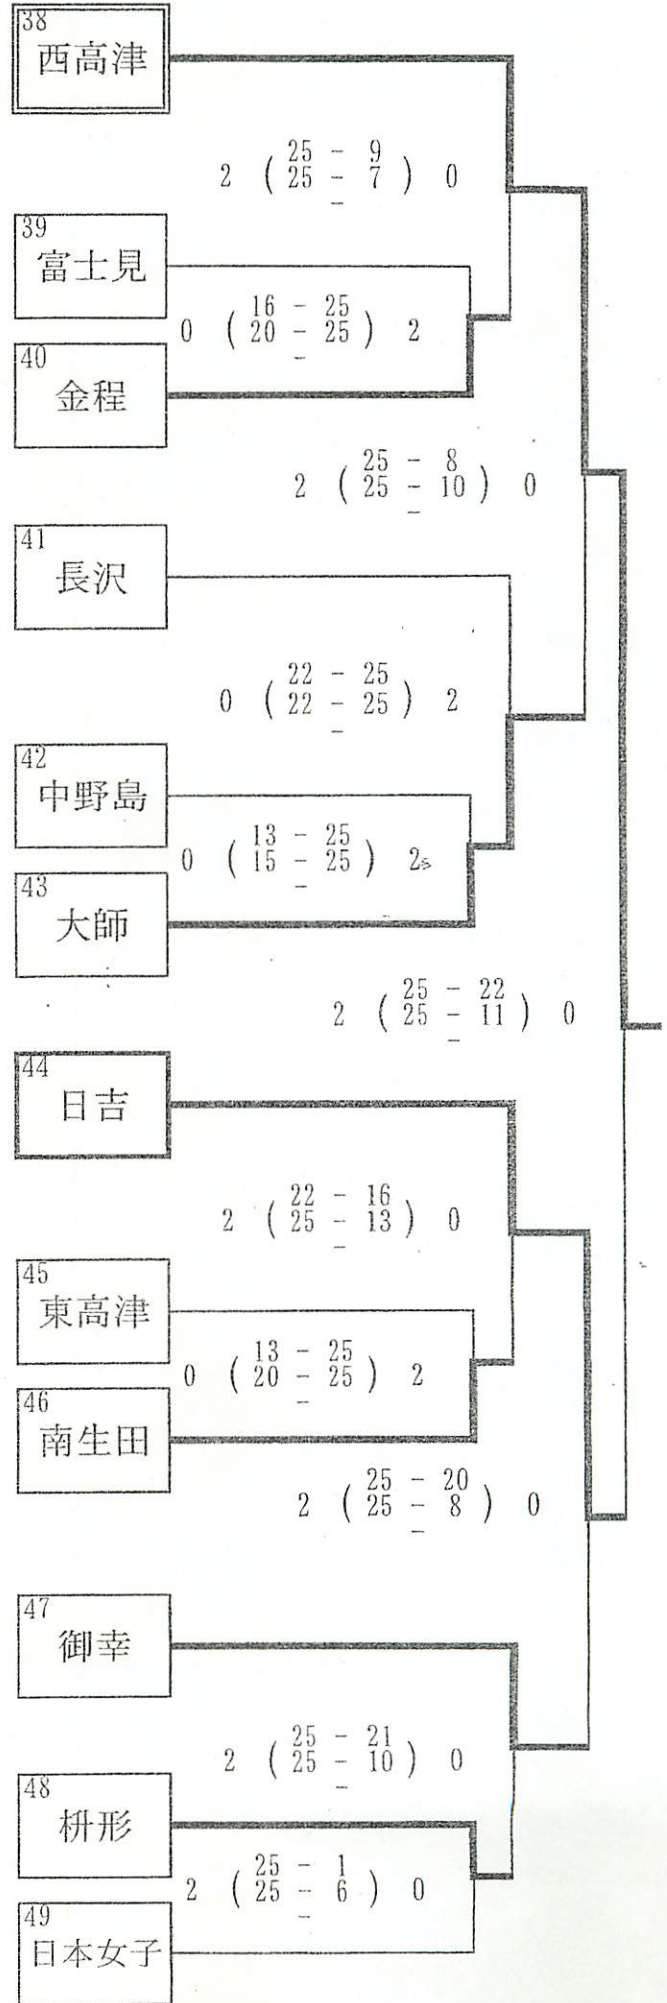 38
西高津
25 - 9
2 ( 25 - 7 ) 0
-
39
富士見
16 - 25
0 ( 20 - 25 ) 2
-
40
金程
25 - 8
2 ( 25 - 10 ) 0
-
41
長沢
22 - 25
0 ( 22 - 25 ) 2
-
42
中野島
13 - 25
0 ( 15 - 25 ) 2
-
43
大師
25 - 22
2 ( 25 - 11 ) 0
-
44
日吉
22 - 16
2 ( 25 - 13 ) 0
-
45
東高津
13 - 25
0 ( 20 - 25 ) 2
-
46
南生田
25 - 20
2 ( 25 - 8 ) 0
-
47
御幸
25 - 21
2 ( 25 - 10 ) 0
-
48
枡形
25 - 1
2 ( 25 - 6 ) 0
-
49
日本女子